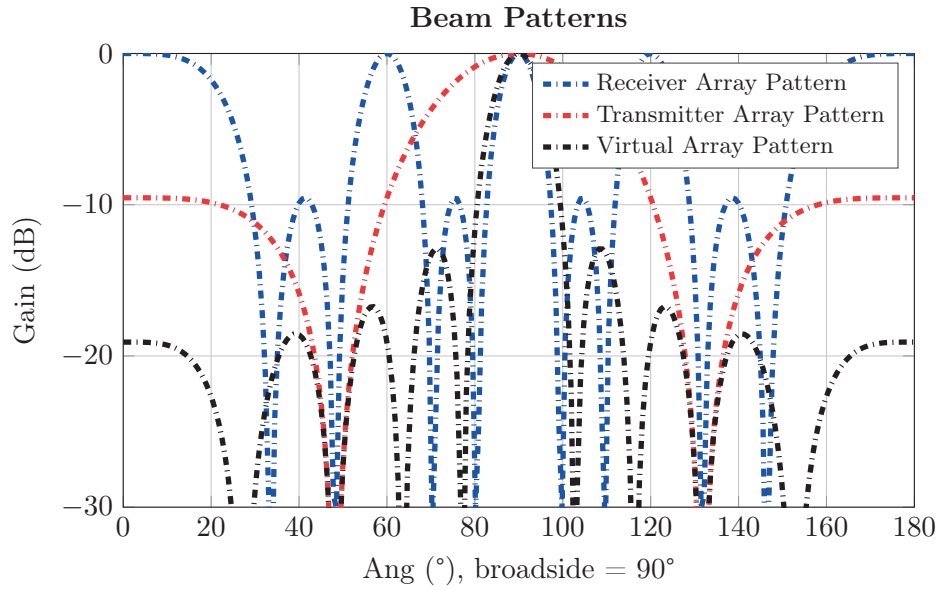 Beam Patterns
Gain (dB)
0
−10
−20
−30
Receiver Array Pattern
Transmitter Array Pattern
Virtual Array Pattern
0 20 40 60 80 100 120 140 160 180
Ang (°), broadside = 90°